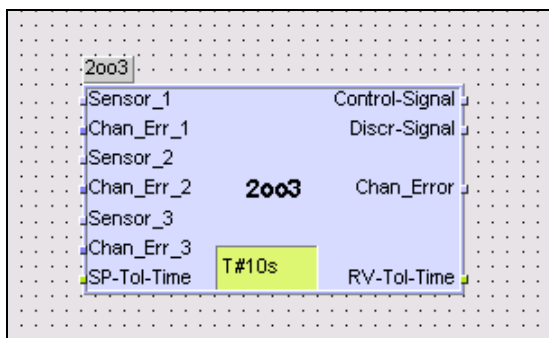 2oo3
Sensor_1 Control-Signal
Chan_Err_1 Discr-Signal
Sensor_2
Chan_Err_2 2oo3 Chan_Error
Sensor_3
Chan_Err_3
SP-Tol-Time T#10s RV-Tol-Time